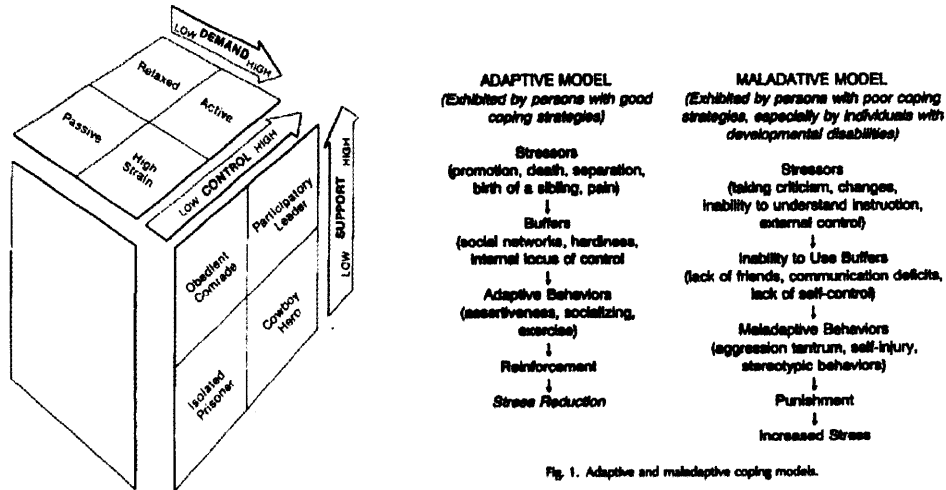 LOW DEMAND HIGH
Relaxed
Active
Passive
High
Strain
LOW CONTROL HIGH
LOW SUPPORT HIGH
Participatory
Leader
Obedient
Comrade
Cowboy
Hero
Isolated
Prisoner
ADAPTIVE MODEL
(Exhibited by persons with good
coping strategies)
Stressors
(promotion, death, separation,
birth of a sibling, pain)
↓
Buffers
(social networks, hardiness,
internal locus of control
↓
Adaptive Behaviors
(assertiveness, socializing,
exercise)
↓
Reinforcement
↓
Stress Reduction
MALADATIVE MODEL
(Exhibited by persons with poor coping
strategies, especially by individuals with
developmental disabilities)
Stressors
(taking criticism, changes,
inability to understand instruction,
external control)
↓
Inability to Use Buffers
(lack of friends, communication deficits,
lack of self-control)
↓
Maladaptive Behaviors
(aggression tantrum, self-injury,
stereotypic behaviors)
↓
Punishment
↓
Increased Stress
Fig. 1. Adaptive and maladaptive coping models.